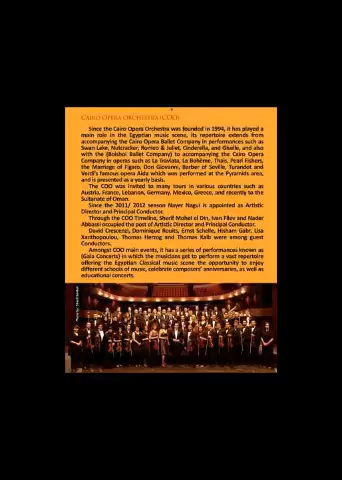 CAIRO OPERA ORCHESTRA (COO)
Since the Cairo Opera Orchestra was founded in 1994, it has played a
main role in the Egyptian music scene, its repertoire extends from
accompanying the Cairo Opera Ballet Company in performances such as
Swan Lake, Nutcracker, Romeo & Juliet, Cinderella, and Giselle, and also
with the (Bolshoi Ballet Company) to accompanying the Cairo Opera
Company in operas such as La Traviata, La Bohème, Thais, Pearl Fishers,
the Marriage of Figaro, Don Giovanni, Barber of Seville, Turandot and
Verdi's famous opera Aida which was performed at the Pyramids area,
and is presented as a yearly basis.
The COO was invited to many tours in various countries such as
Austria, France, Lebanon, Germany, Mexico, Greece, and recently to the
Sultanate of Oman.
Since the 2011/ 2012 season Nayer Nagui is appointed as Artistic
Director and Principal Conductor.
Through the COO Timeline, Sherif Mohie El Din, Ivan Filev and Nader
Abbassi occupied the post of Artistic Director and Principal Conductor.
David Crescenzi, Dominique Rouits, Ernst Schelle, Hisham Gabr, Lisa
Xanthopoulou, Thomas Herzog and Thomas Kalb were among guest
Conductors.
Amongst COO main events, it has a series of performances known as
(Gala Concerts) in which the musicians get to perform a vast repertoire
offering the Egyptian Classical music scene the opportunity to enjoy
different schools of music, celebrate composers' anniversaries, as well as
educational concerts.